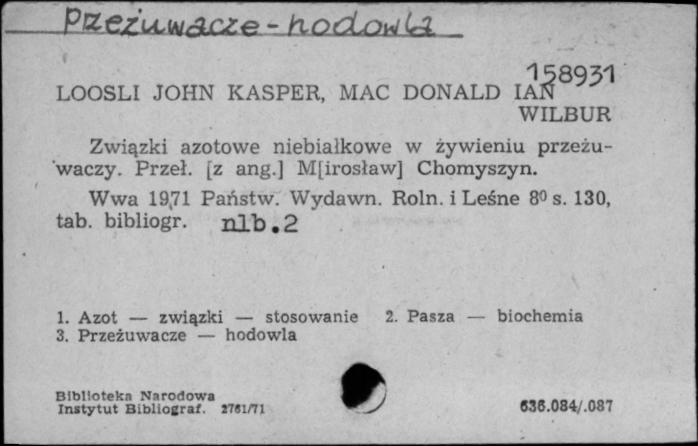 Przeżuwacze - hodowla
158931
LOOSLI JOHN KASPER, MAC DONALD IAN
WILBUR
Związki azotowe niebiałkowe w żywieniu przeżu-
waczy. Przeł. [z ang.] M[irosław] Chomyszyn.
Wwa 1971 Państw. Wydawn. Roln. i Leśne 8⁰ s. 130,
tab. bibliogr. nlb. 2
1. Azot — związki — stosowanie 2. Pasza — biochemia
3. Przeżuwacze — hodowla
Biblioteka Narodowa
Instytut Bibliograf. 2761/71
636.084/.087